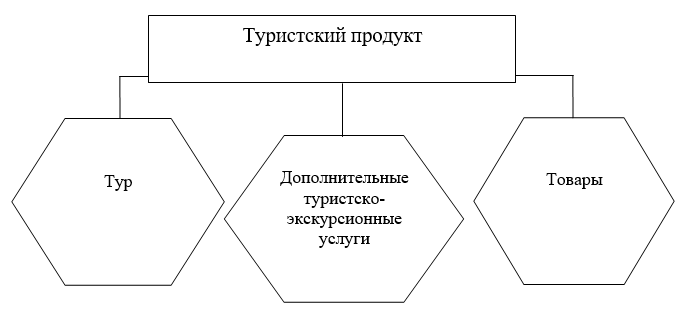 Туристский продукт
Тур
Дополнительные
туристско-
экскурсионные
услуги
Товары